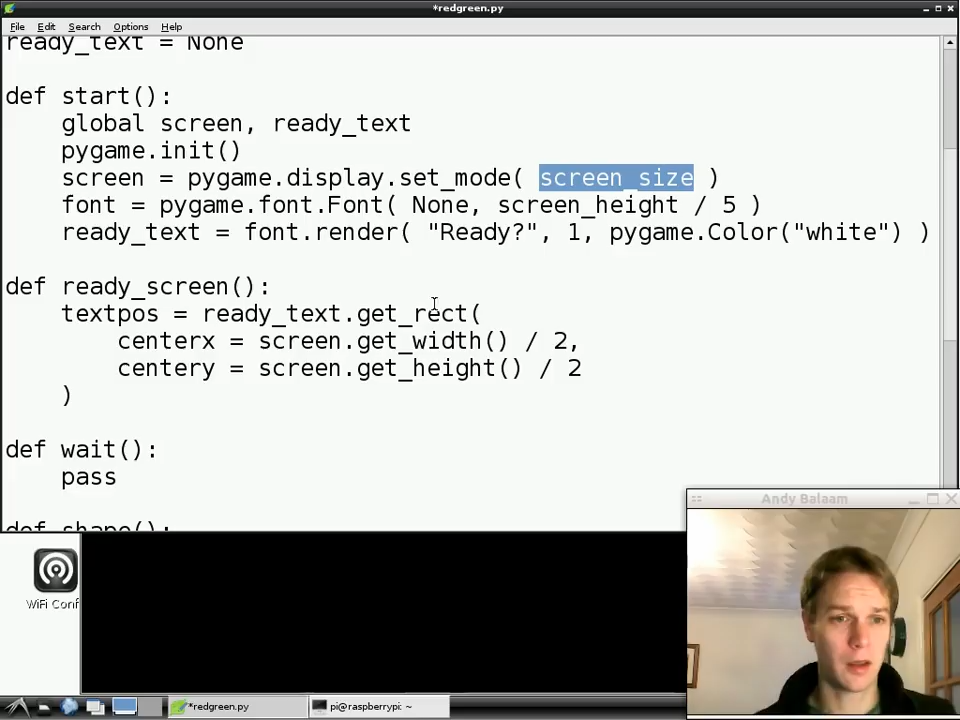 *redgreen.py
File Edit Search Options Help
ready_text = None
def start():
    global screen, ready_text
    pygame.init()
    screen = pygame.display.set_mode( screen_size )
    font = pygame.font.Font( None, screen_height / 5 )
    ready_text = font.render( "Ready?", 1, pygame.Color("white") )
def ready_screen():
    textpos = ready_text.get_rect(
        centerx = screen.get_width() / 2,
        centery = screen.get_height() / 2
    )
def wait():
    pass
def shape():
Andy Balaam
WiFi Conf
*redgreen.py
pi@raspberrypi: ~